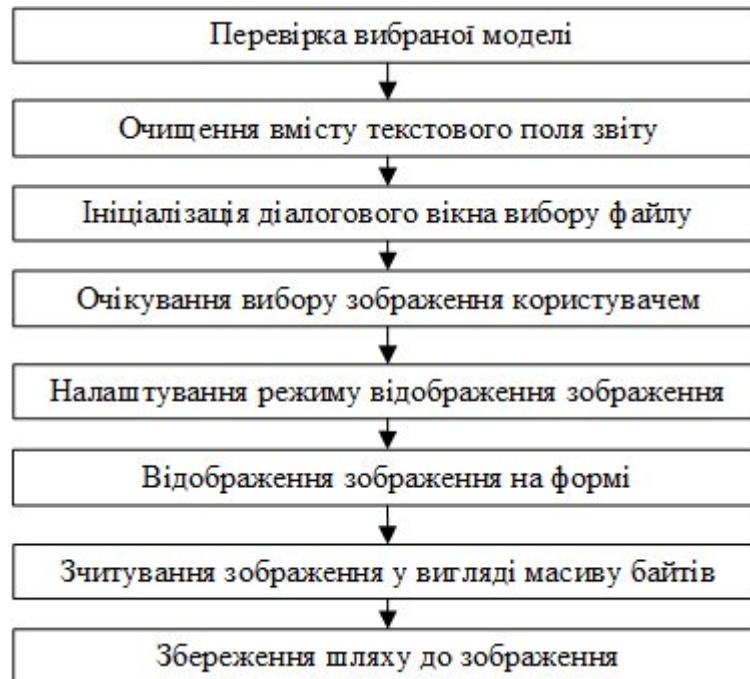 Перевірка вибраної моделі
Очищення вмісту текстового поля звіту
Ініціалізація діалогового вікна вибору файлу
Очікування вибору зображення користувачем
Налаштування режиму відображення зображення
Відображення зображення на формі
Зчитування зображення у вигляді масиву байтів
Збереження шляху до зображення